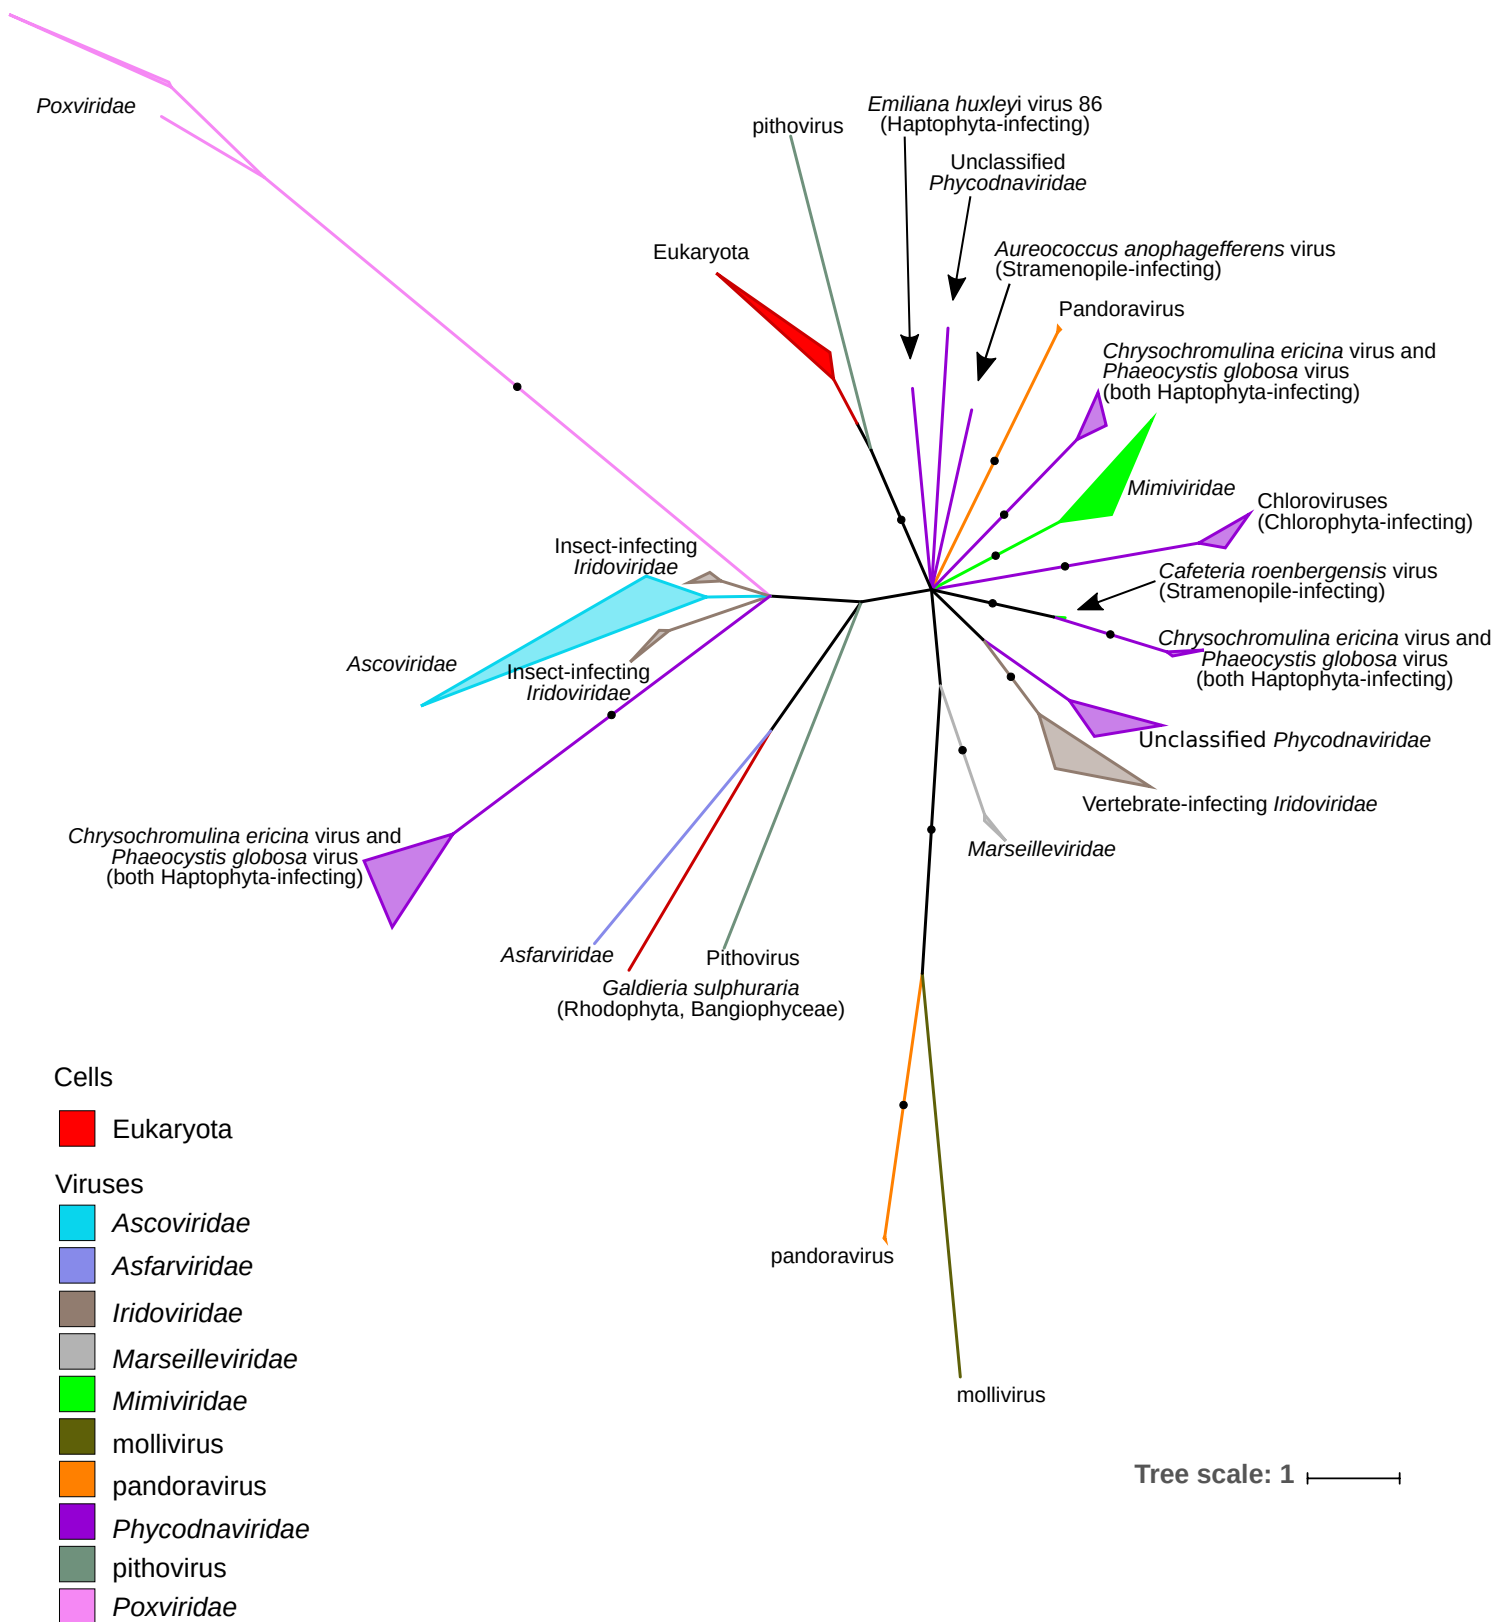 Poxviridae
pithovirus
Emiliana huxleyi virus 86
(Haptophyta-infecting)
Unclassified
Phycodnaviridae
Eukaryota
Aureococcus anophagefferens virus
(Stramenopile-infecting)
Pandoravirus
Chrysochromulina ericina virus and
Phaeocystis globosa virus
(both Haptophyta-infecting)
Mimiviridae
Chloroviruses
(Chlorophyta-infecting)
Insect-infecting
Iridoviridae
Cafeteria roenbergensis virus
(Stramenopile-infecting)
Chrysochromulina ericina virus and
Phaeocystis globosa virus
(both Haptophyta-infecting)
Ascoviridae
Insect-infecting
Iridoviridae
Unclassified Phycodnaviridae
Vertebrate-infecting Iridoviridae
Marseilleviridae
Chrysochromulina ericina virus and
Phaeocystis globosa virus
(both Haptophyta-infecting)
Asfarviridae
Pithovirus
Galdieria sulphuraria
(Rhodophyta, Bangiophyceae)
pandoravirus
mollivirus
Tree scale: 1
Cells
Eukaryota
Viruses
Ascoviridae
Asfarviridae
Iridoviridae
Marseilleviridae
Mimiviridae
mollivirus
pandoravirus
Phycodnaviridae
pithovirus
Poxviridae